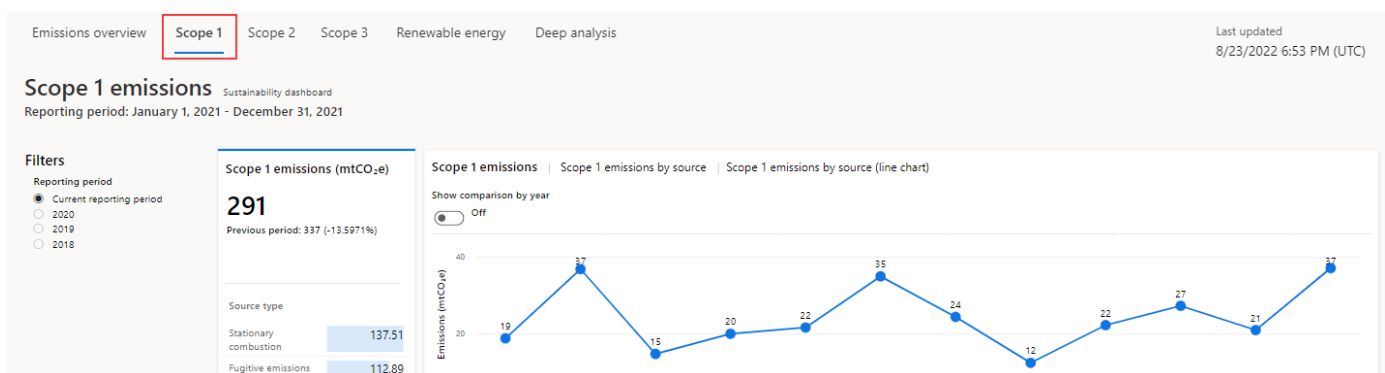 Emissions overview Scope 1 Scope 2 Scope 3 Renewable energy Deep analysis
Last updated
8/23/2022 6:53 PM (UTC)
Scope 1 emissions Sustainability dashboard
Reporting period: January 1, 2021 - December 31, 2021
Filters
Reporting period
Current reporting period
2020
2019
2018
Scope 1 emissions (mtCO₂e)
291
Previous period: 337 (-13.5971%)
Source type
Stationary combustion 137.51
Fugitive emissions 112.89
Scope 1 emissions | Scope 1 emissions by source | Scope 1 emissions by source (line chart)
Show comparison by year
Off
Emissions (mtCO₂e)
40
20
19 37 15 20 22 35 24 12 22 27 21 37